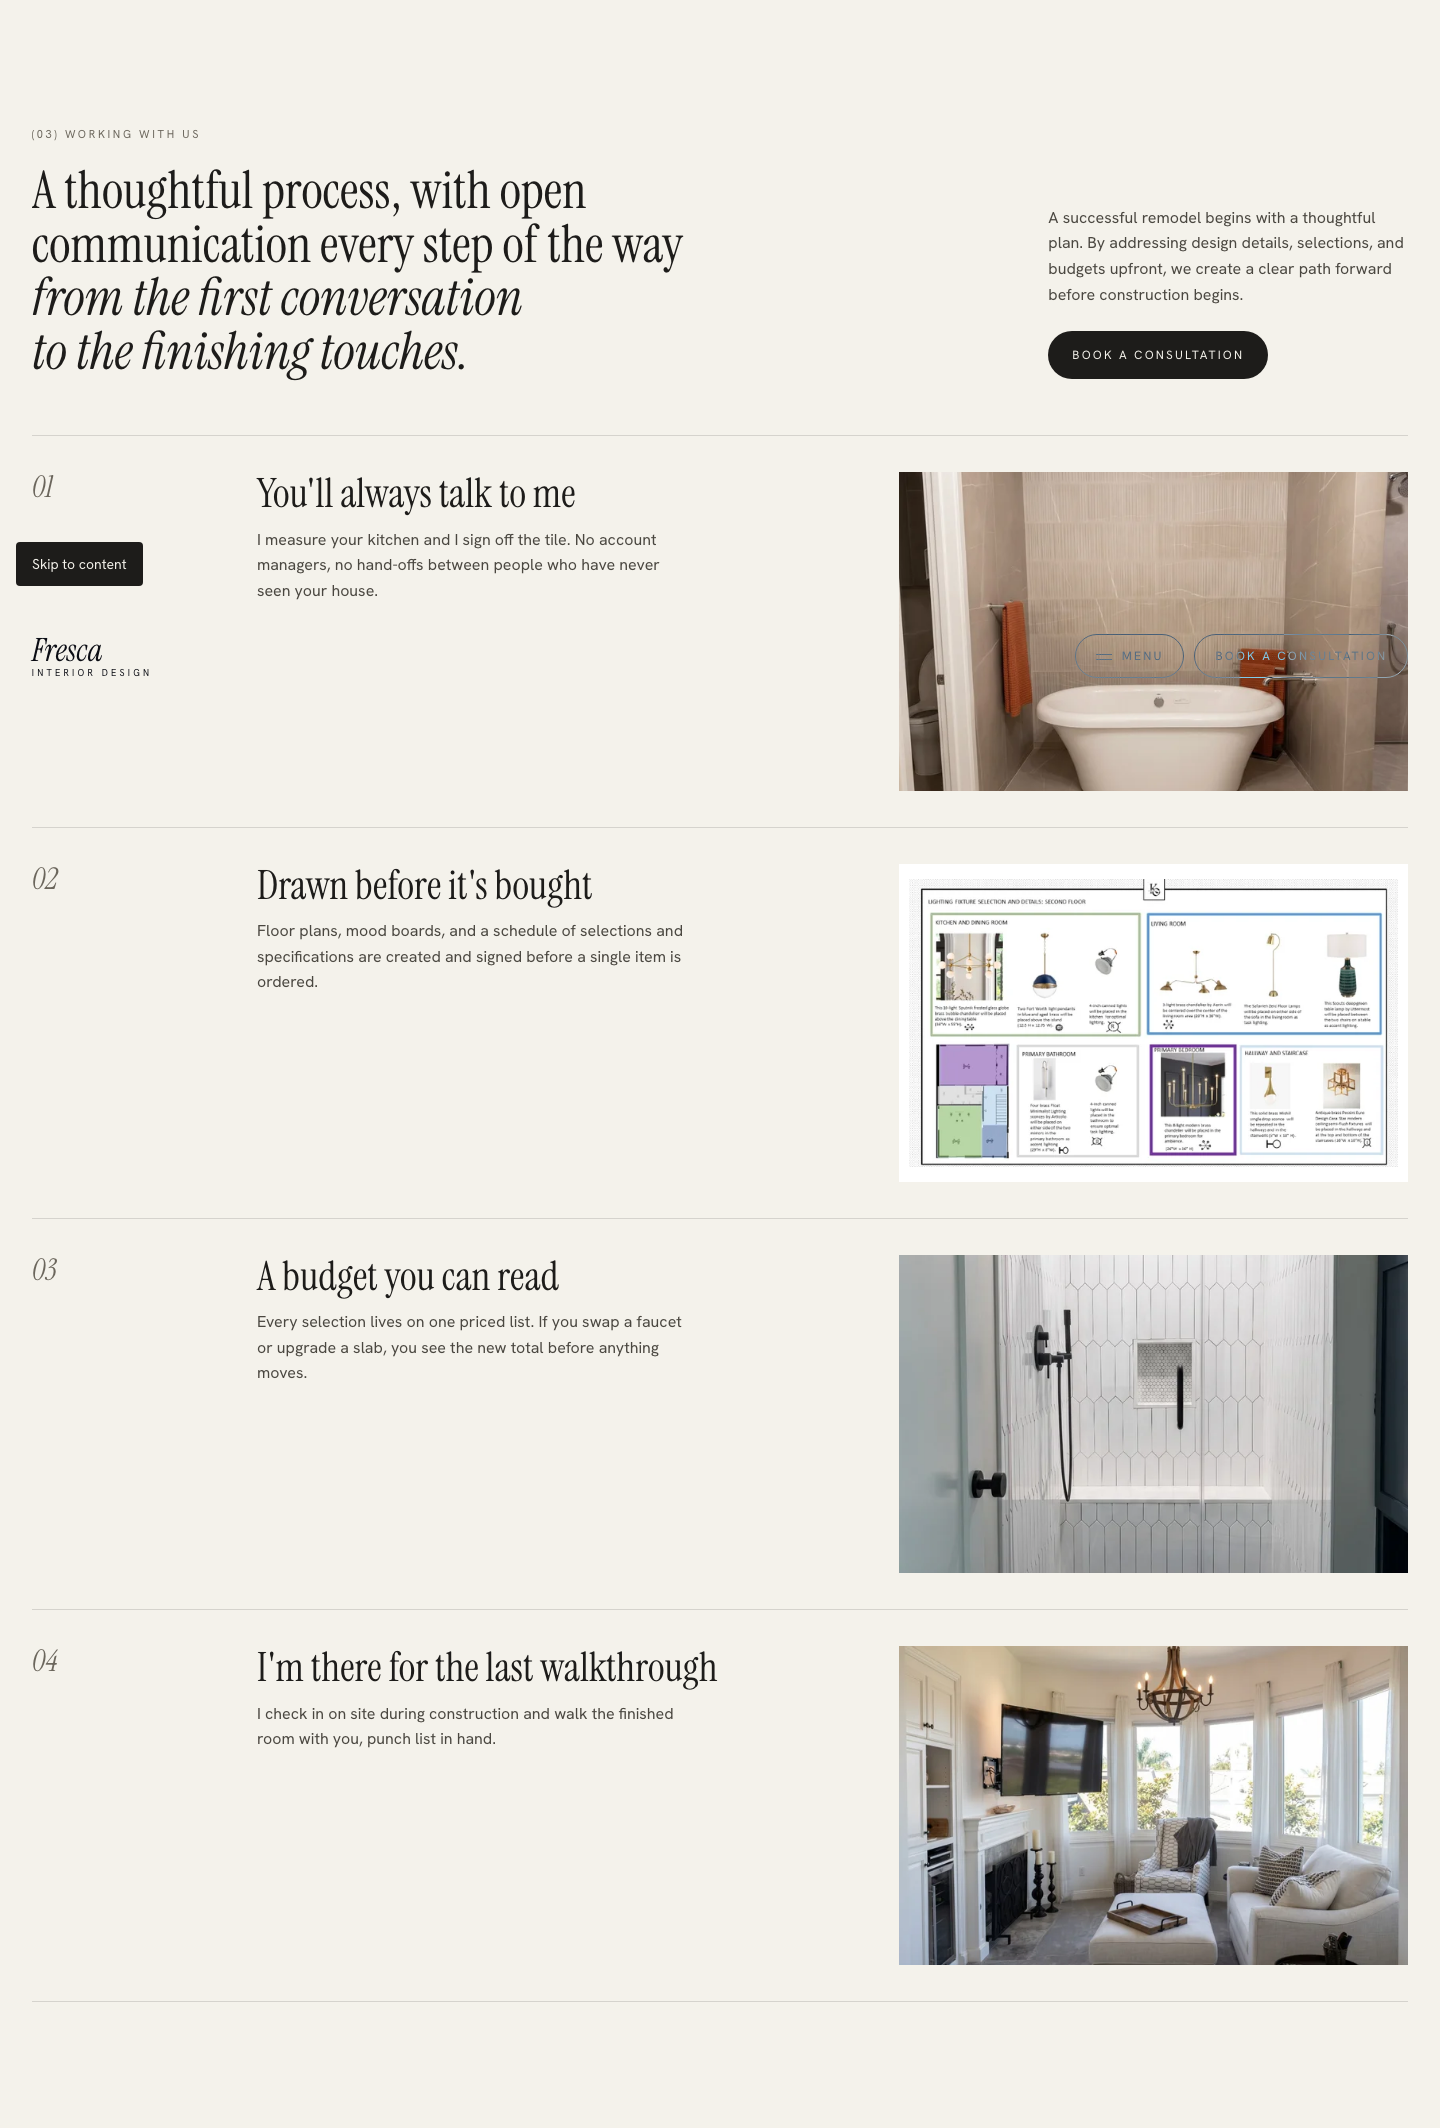 (03) WORKING WITH US
A thoughtful process, with open
communication every step of the way
from the first conversation
to the finishing touches.
A successful remodel begins with a thoughtful
plan. By addressing design details, selections, and
budgets upfront, we create a clear path forward
before construction begins.
BOOK A CONSULTATION
01
You'll always talk to me
I measure your kitchen and I sign off the tile. No account
managers, no hand-offs between people who have never
seen your house.
Skip to content
Fresca
INTERIOR DESIGN
MENU
BOOK A CONSULTATION
02
Drawn before it's bought
Floor plans, mood boards, and a schedule of selections and
specifications are created and signed before a single item is
ordered.
LIGHTING FIXTURE SELECTION AND DETAILS: SECOND FLOOR
KITCHEN AND DINING ROOM
LIVING ROOM
PRIMARY BATHROOM
PRIMARY BEDROOM
HALLWAY AND STAIRCASE
03
A budget you can read
Every selection lives on one priced list. If you swap a faucet
or upgrade a slab, you see the new total before anything
moves.
04
I'm there for the last walkthrough
I check in on site during construction and walk the finished
room with you, punch list in hand.